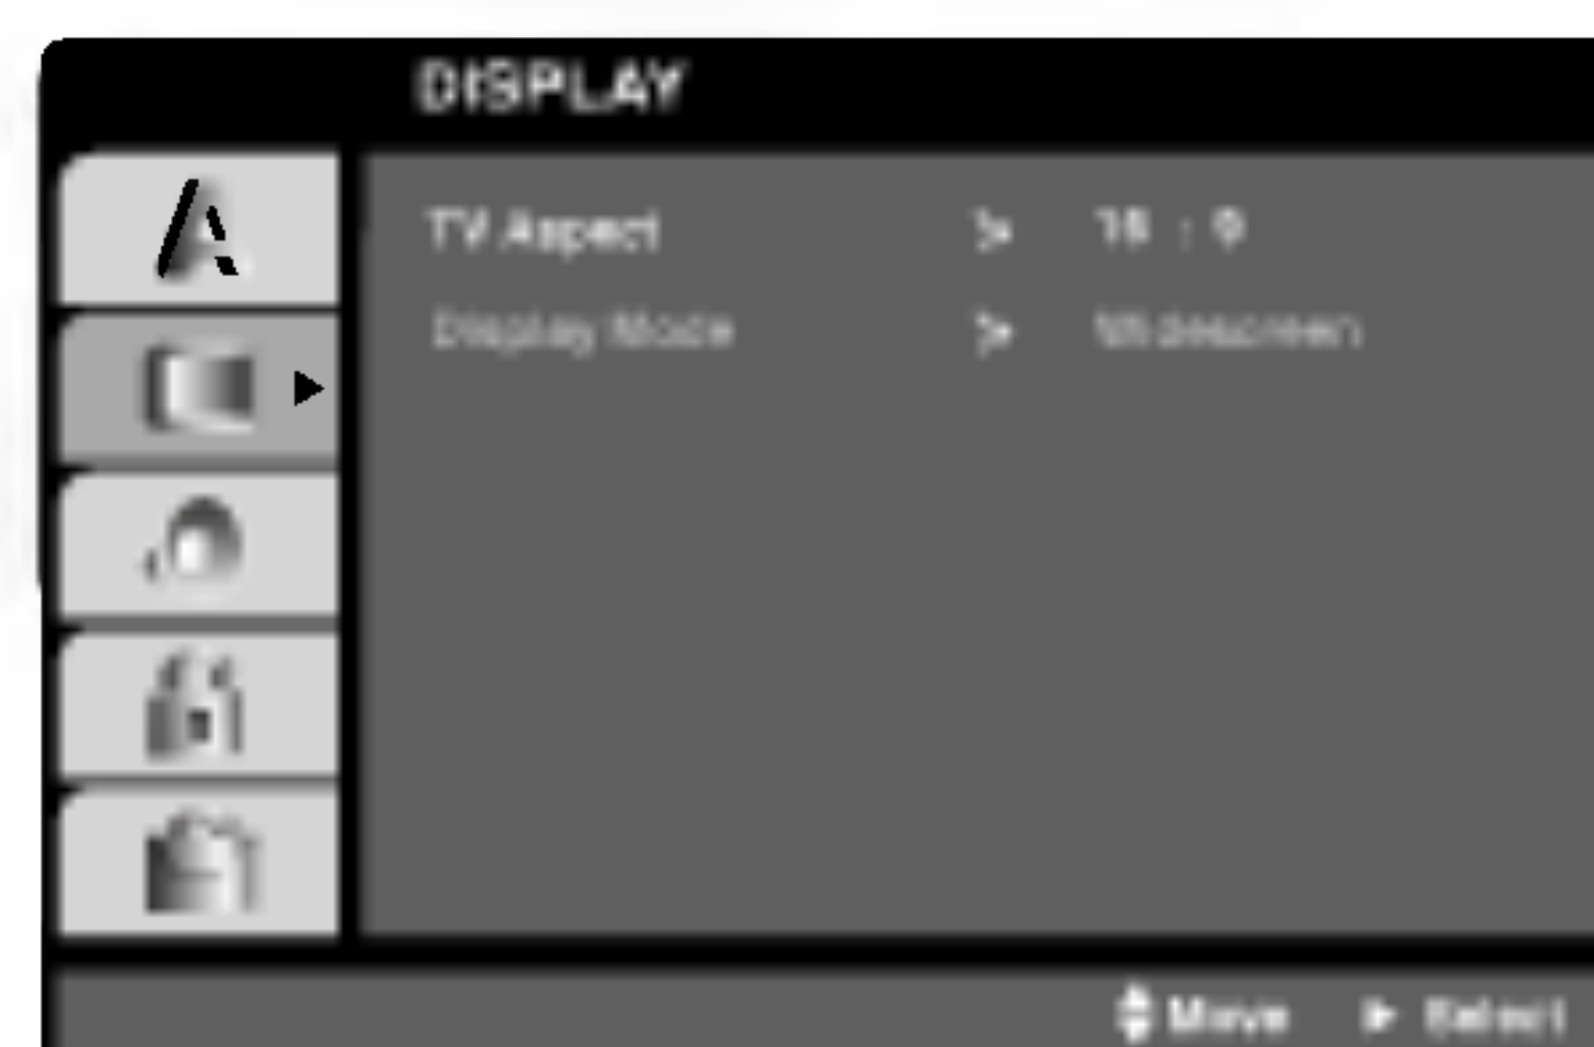 DISPLAY
A
TV Aspect > 16 : 9
Display Mode > Widescreen
Move Select